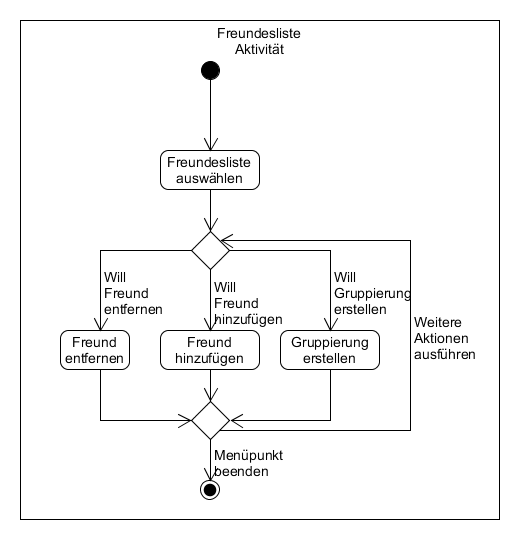 Freundesliste
Aktivität
Freundesliste
auswählen
Will
Freund
entfernen
Will
Freund
hinzufügen
Will
Gruppierung
erstellen
Freund
entfernen
Freund
hinzufügen
Gruppierung
erstellen
Weitere
Aktionen
ausführen
Menüpunkt
beenden